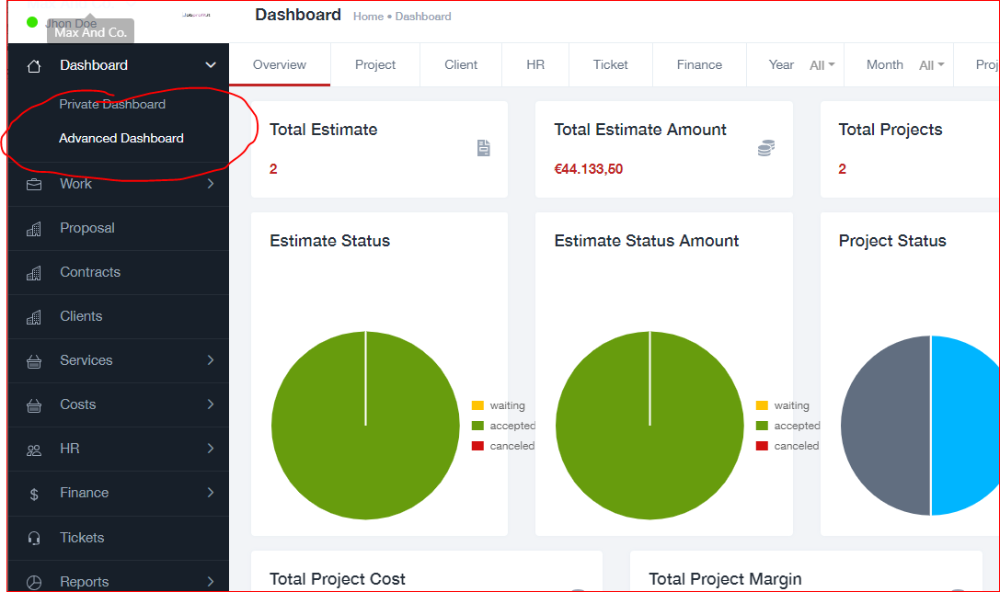 Jhon Doe
Max And Co.
Dashboard
Home • Dashboard
Dashboard
Private Dashboard
Advanced Dashboard
Work
Proposal
Contracts
Clients
Services
Costs
HR
$ Finance
Tickets
Reports
Overview Project Client HR Ticket Finance Year All Month All Proj
Total Estimate
2
Total Estimate Amount
€44.133,50
Total Projects
2
Estimate Status
waiting
accepted
canceled
Estimate Status Amount
waiting
accepted
canceled
Project Status
Total Project Cost
Total Project Margin